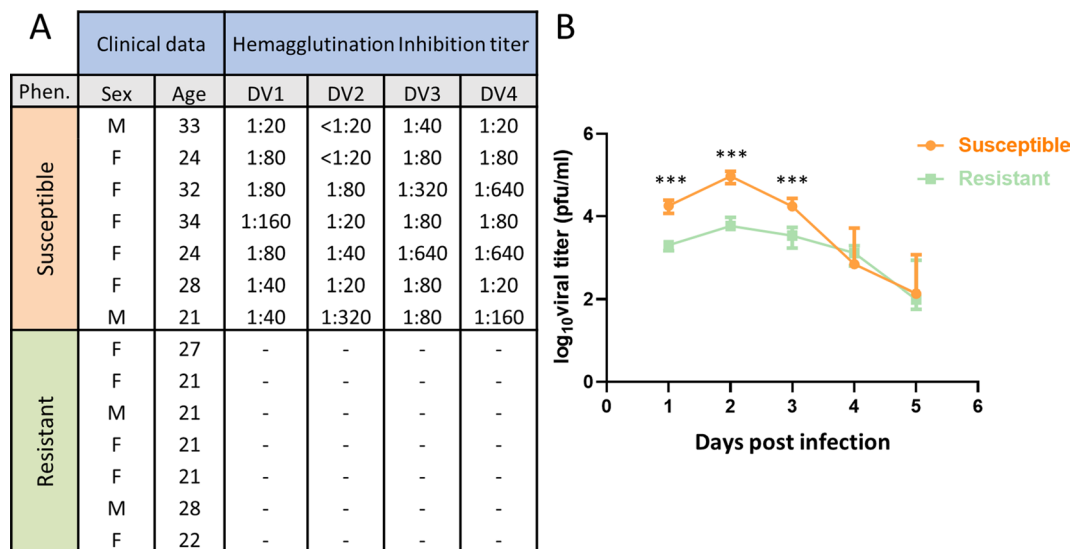 A
Clinical data Hemagglutination Inhibition titer
Phen. Sex Age DV1 DV2 DV3 DV4
Susceptible
M 33 1:20 <1:20 1:40 1:20
F 24 1:80 <1:20 1:80 1:80
F 32 1:80 1:80 1:320 1:640
F 34 1:160 1:20 1:80 1:80
F 24 1:80 1:40 1:640 1:640
F 28 1:40 1:20 1:80 1:20
M 21 1:40 1:320 1:80 1:160
Resistant
F 27 - - - -
F 21 - - - -
M 21 - - - -
F 21 - - - -
F 21 - - - -
M 28 - - - -
F 22 - - - -
B
Susceptible
Resistant
*** *** ***
log10viral titer (pfu/ml)
6
4
2
0
0 1 2 3 4 5 6
Days post infection